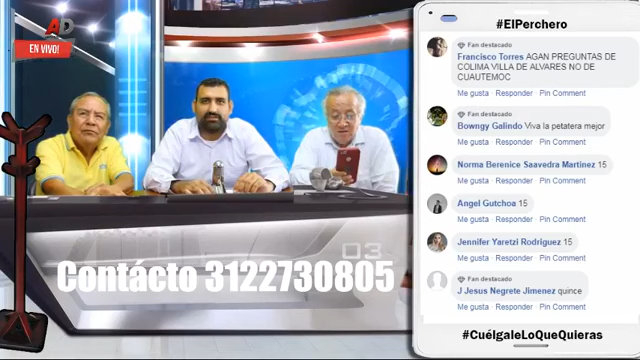 AD
EN VIVO!
#ElPerchero
Fan destacado
Francisco Torres AGAN PREGUNTAS DE
COLIMA VILLA DE ALVARES NO DE
CUAUTEMOC
Me gusta · Responder · Pin Comment
Fan destacado
Bowngy Galindo Viva la petatera mejor
Me gusta · Responder · Pin Comment
Norma Berenice Saavedra Martinez 15
Me gusta · Responder · Pin Comment
Angel Gutchoa 15
Me gusta · Responder · Pin Comment
Jennifer Yaretzi Rodriguez 15
Me gusta · Responder · Pin Comment
Fan destacado
J Jesus Negrete Jimenez quince
Me gusta · Responder · Pin Comment
03
Contácto 3122730805
#CuélgaleLoQueQuieras